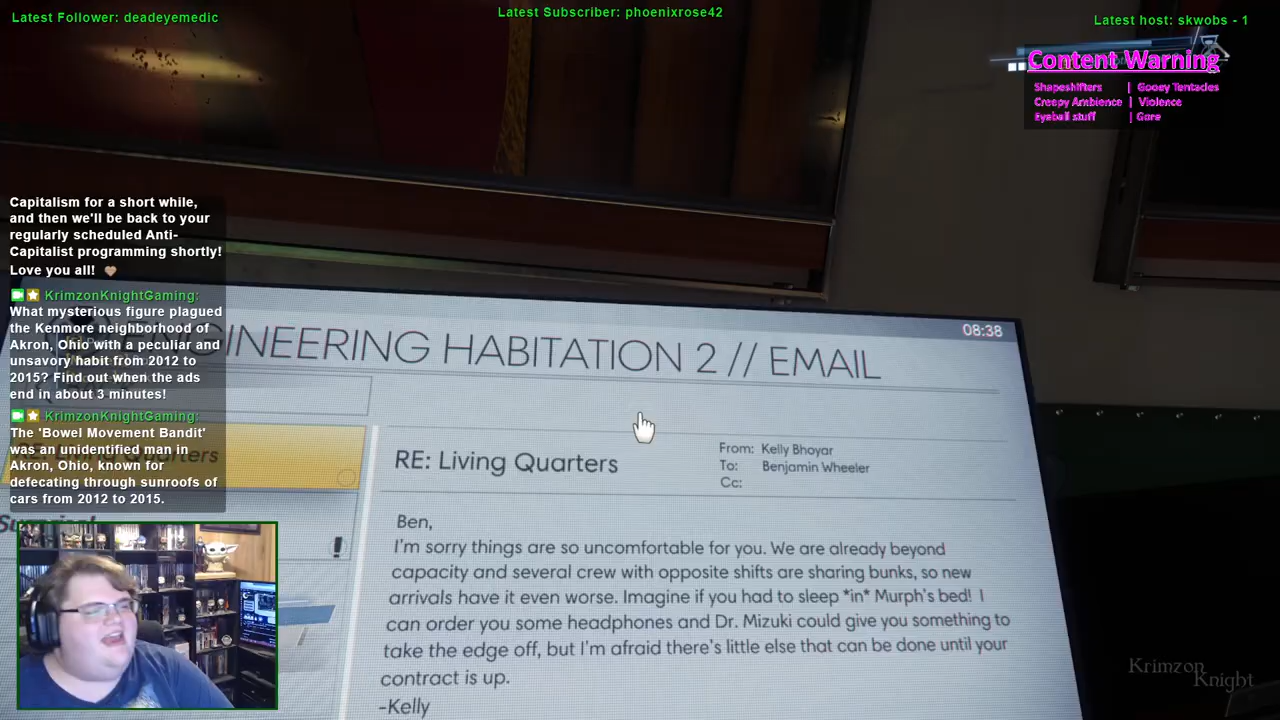 Latest Follower: deadeyemedic
Latest Subscriber: phoenixrose42
Latest host: skwobs - 1
Content Warning
Shapeshifters | Gooey Tentacles
Creepy Ambience | Violence
Eyeball stuff | Gore
Capitalism for a short while,
and then we'll be back to your
regularly scheduled Anti-
Capitalist programming shortly!
Love you all!
KrimzonKnightGaming:
What mysterious figure plagued
the Kenmore neighborhood of
Akron, Ohio with a peculiar and
unsavory habit from 2012 to
2015? Find out when the ads
end in about 3 minutes!
KrimzonKnightGaming:
The 'Bowel Movement Bandit'
was an unidentified man in
Akron, Ohio, known for
defecating through sunroofs of
cars from 2012 to 2015.
08:38
ENGINEERING HABITATION 2 // EMAIL
RE: Living Quarters
RE: Living Quarters
From: Kelly Bhoyar
To: Benjamin Wheeler
Cc:
Ben,
I'm sorry things are so uncomfortable for you. We are already beyond
capacity and several crew with opposite shifts are sharing bunks, so new
arrivals have it even worse. Imagine if you had to sleep *in* Murph's bed! I
can order you some headphones and Dr. Mizuki could give you something to
take the edge off, but I'm afraid there's little else that can be done until your
contract is up.
-Kelly
Krimzon
Knight